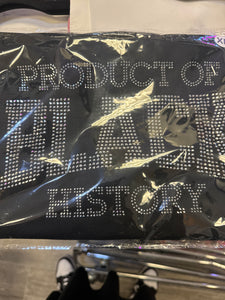 PRODUCT OF
BLACK
HISTORY